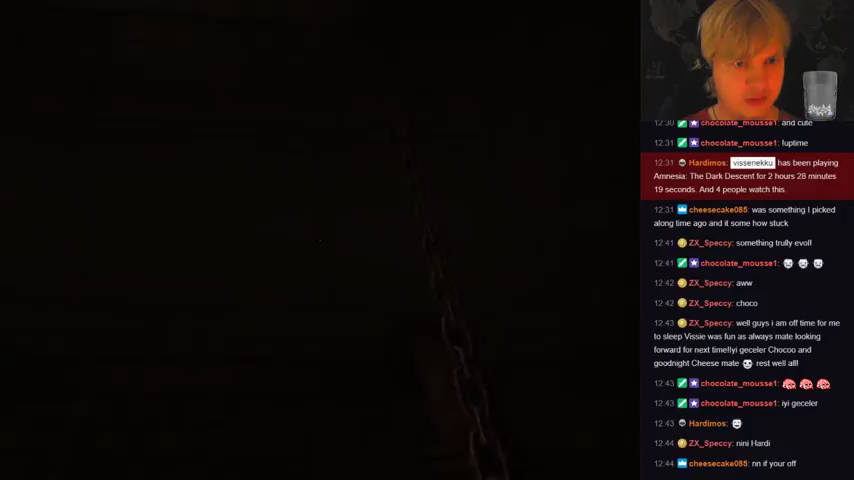 12:30 chocolate_mousse1: and cute
12:31 chocolate_mousse1: !uptime
12:31 Hardimos: vissenekku has been playing
Amnesia: The Dark Descent for 2 hours 28 minutes
19 seconds. And 4 people watch this.
12:31 cheesecake085: was something I picked
along time ago and it some how stuck
12:41 ZX_Speccy: something trully evol!
12:41 chocolate_mousse1:
12:42 ZX_Speccy: aww
12:42 ZX_Speccy: choco
12:43 ZX_Speccy: well guys i am off time for me
to sleep Vissie was fun as always mate looking
forward for next time!Iyi geceler Chocoo and
goodnight Cheese mate rest well all!
12:43 chocolate_mousse1:
12:43 chocolate_mousse1: iyi geceler
12:43 Hardimos:
12:44 ZX_Speccy: nini Hardi
12:44 cheesecake085: nn if your off